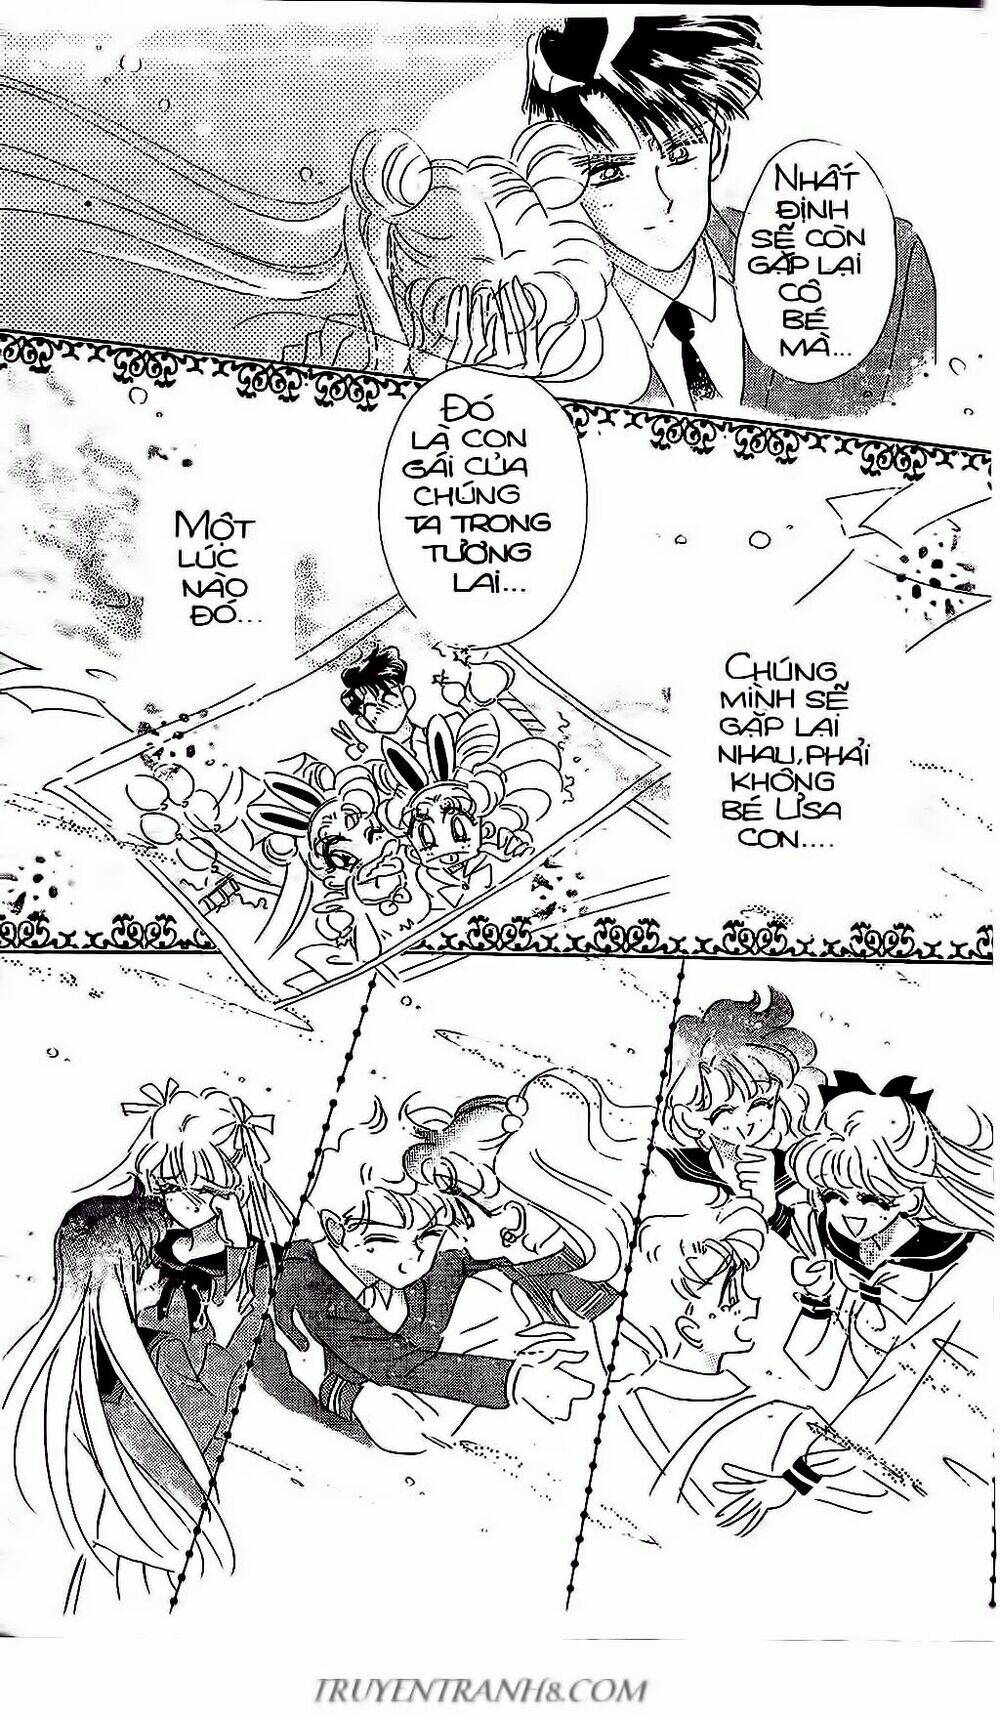 NHẤT
ĐỊNH
SẼ CÒN
GẶP LẠI
CÔ
BÉ
MÀ...
ĐÓ
LÀ CON
GÁI CỦA
CHÚNG
TA TRONG
TƯƠNG
LAI...
MỘT
LÚC
NÀO
ĐÓ...
CHÚNG
MÌNH SẼ
GẶP LẠI
NHAU, PHẢI
KHÔNG
BÉ ƯSA
CON....
TRUYENTRANH8.COM